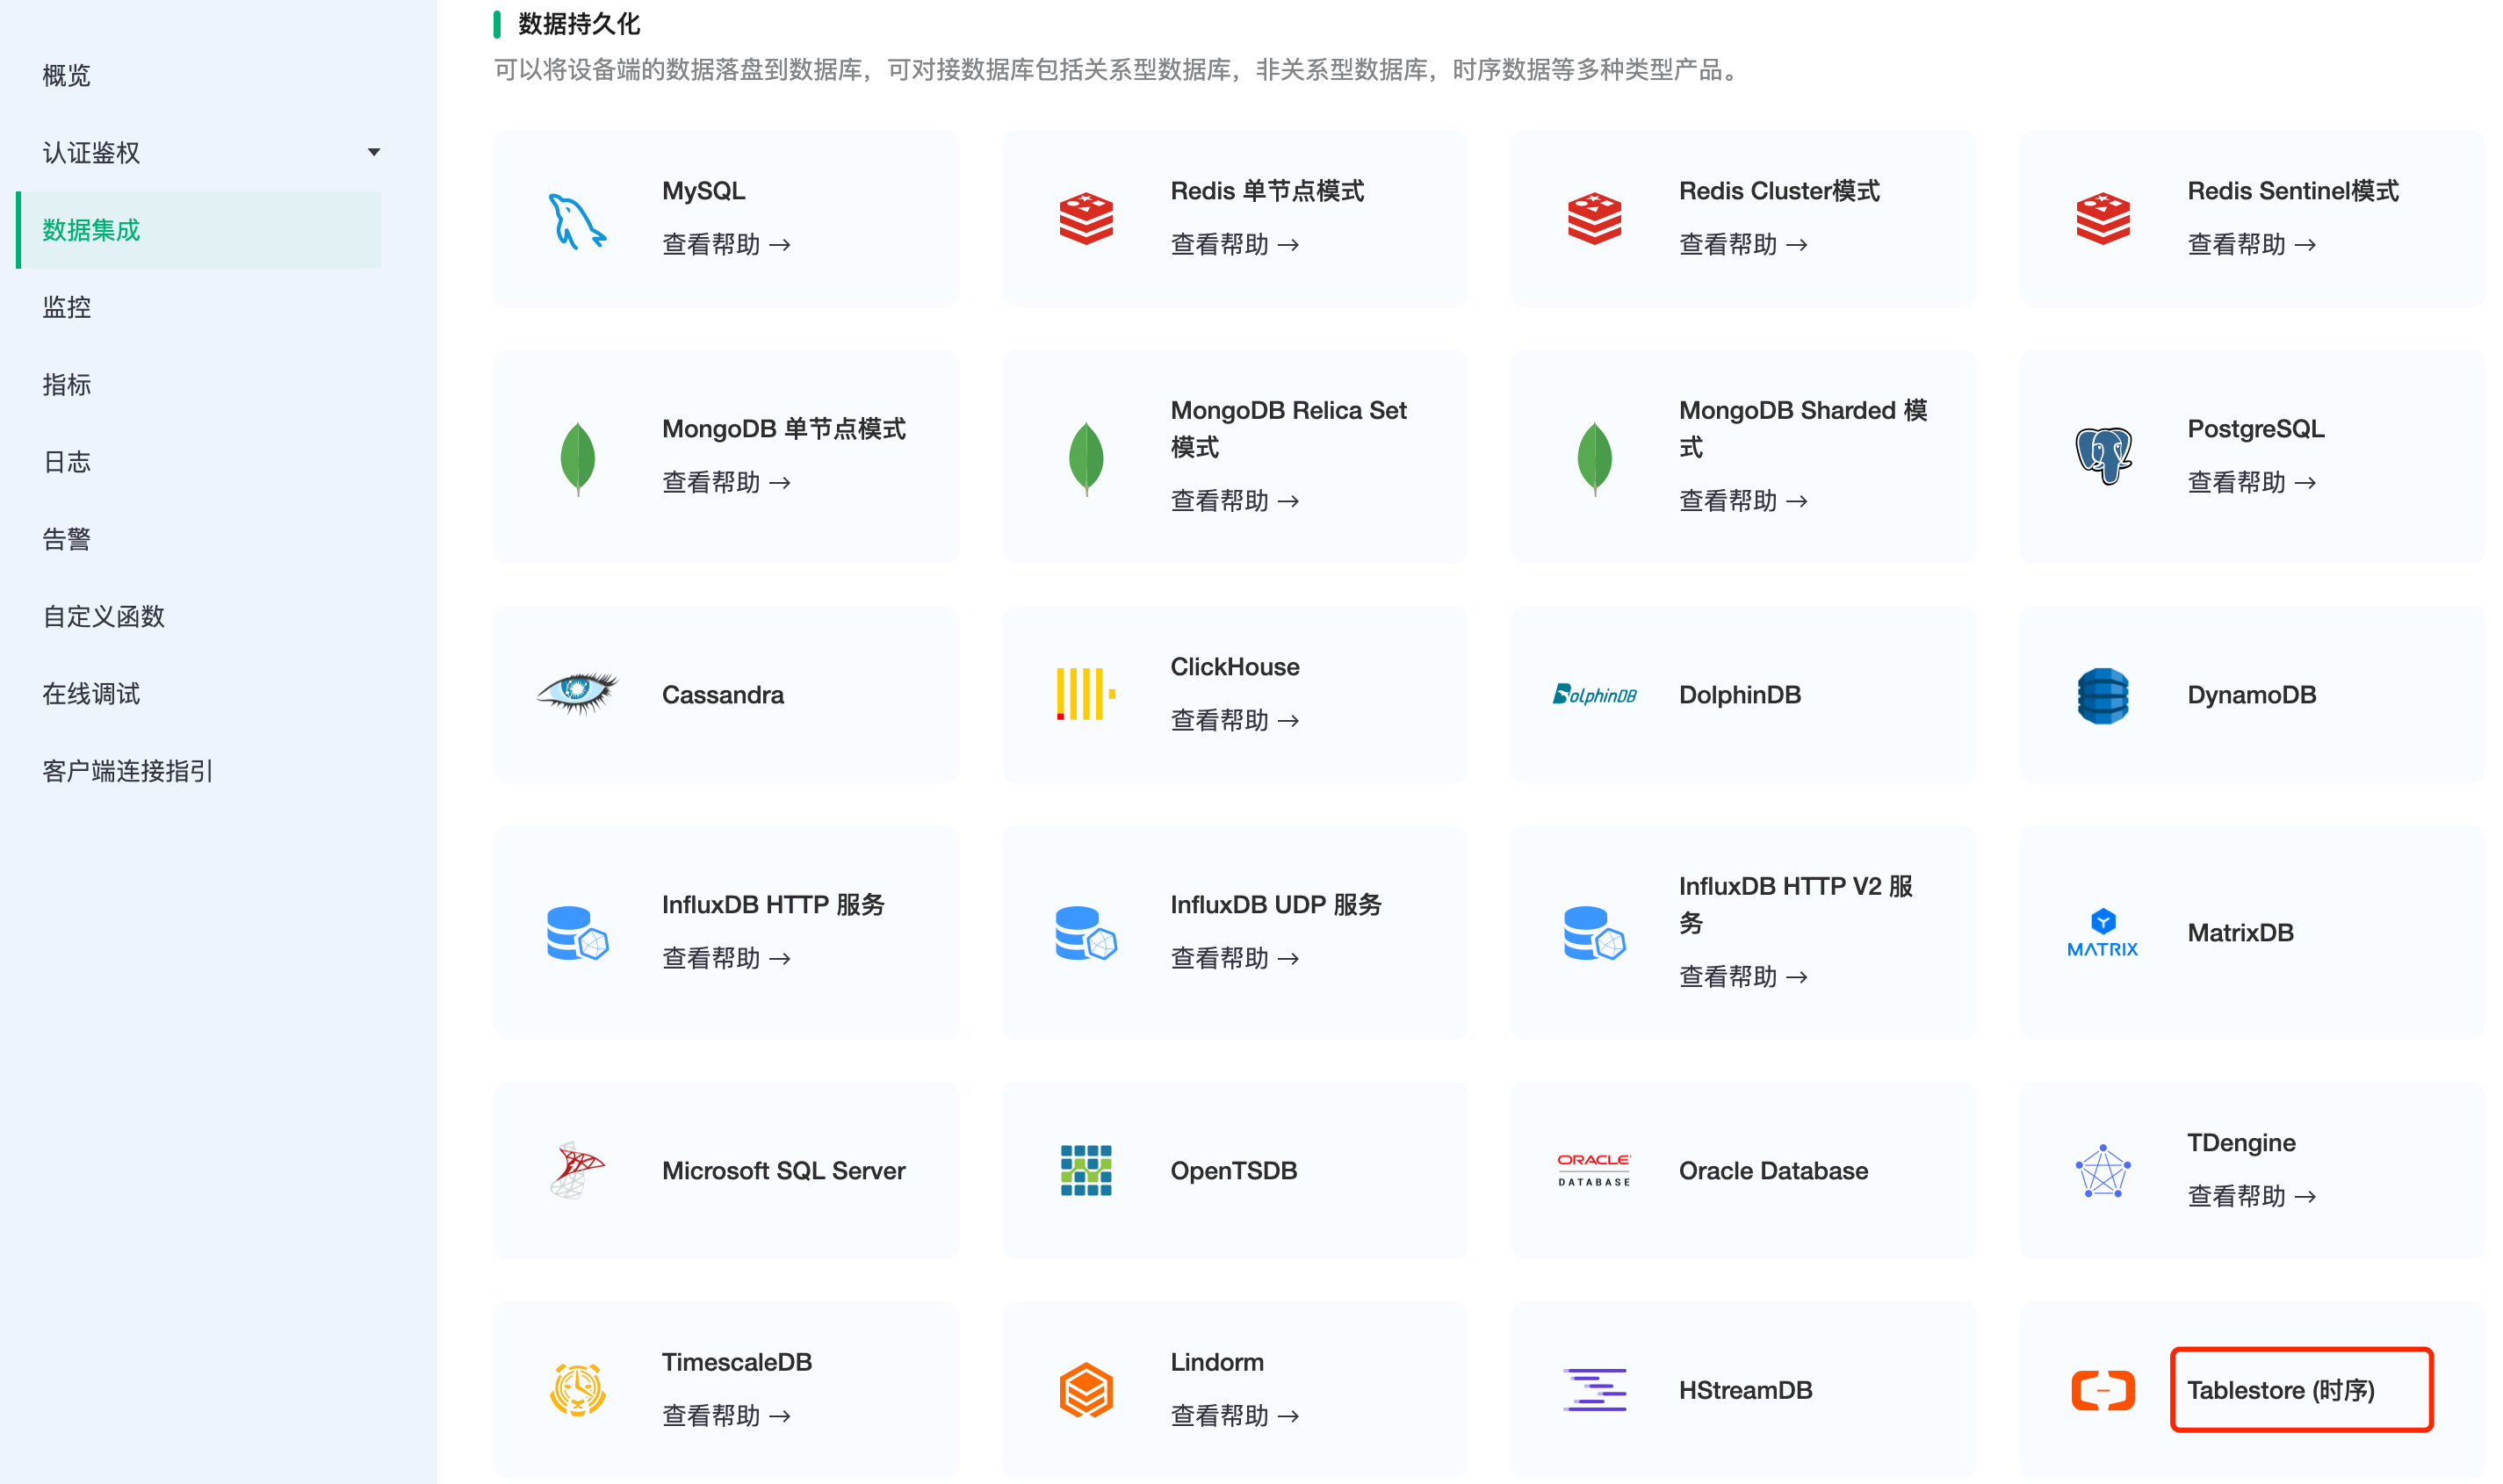 概览
认证鉴权
数据集成
监控
指标
日志
告警
自定义函数
在线调试
客户端连接指引
数据持久化
可以将设备端的数据落盘到数据库，可对接数据库包括关系型数据库，非关系型数据库，时序数据等多种类型产品。
MySQL
查看帮助 →
Redis 单节点模式
查看帮助 →
Redis Cluster模式
查看帮助 →
Redis Sentinel模式
查看帮助 →
MongoDB 单节点模式
查看帮助 →
MongoDB Relica Set
模式
查看帮助 →
MongoDB Sharded 模
式
查看帮助 →
PostgreSQL
查看帮助 →
Cassandra
ClickHouse
查看帮助 →
DolphinDB
DolphinDB
DynamoDB
InfluxDB HTTP 服务
查看帮助 →
InfluxDB UDP 服务
查看帮助 →
InfluxDB HTTP V2 服
务
查看帮助 →
MATRIX
MatrixDB
Microsoft SQL Server
OpenTSDB
ORACLE
DATABASE
Oracle Database
TDengine
查看帮助 →
TimescaleDB
查看帮助 →
Lindorm
查看帮助 →
HStreamDB
Tablestore (时序)